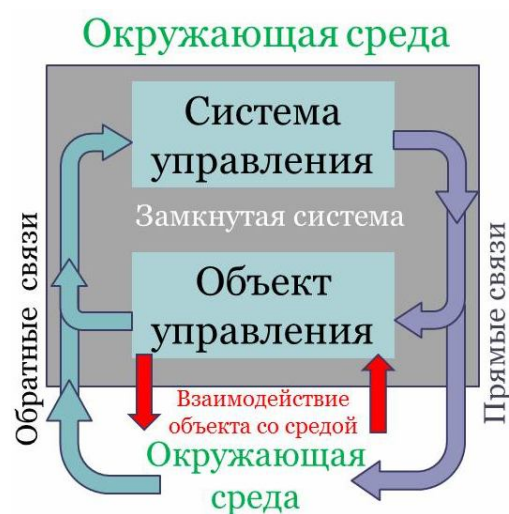 Окружающая среда
Система
управления
Замкнутая система
Объект
управления
Обратные связи
Прямые связи
Взаимодействие
объекта со средой
Окружающая
среда